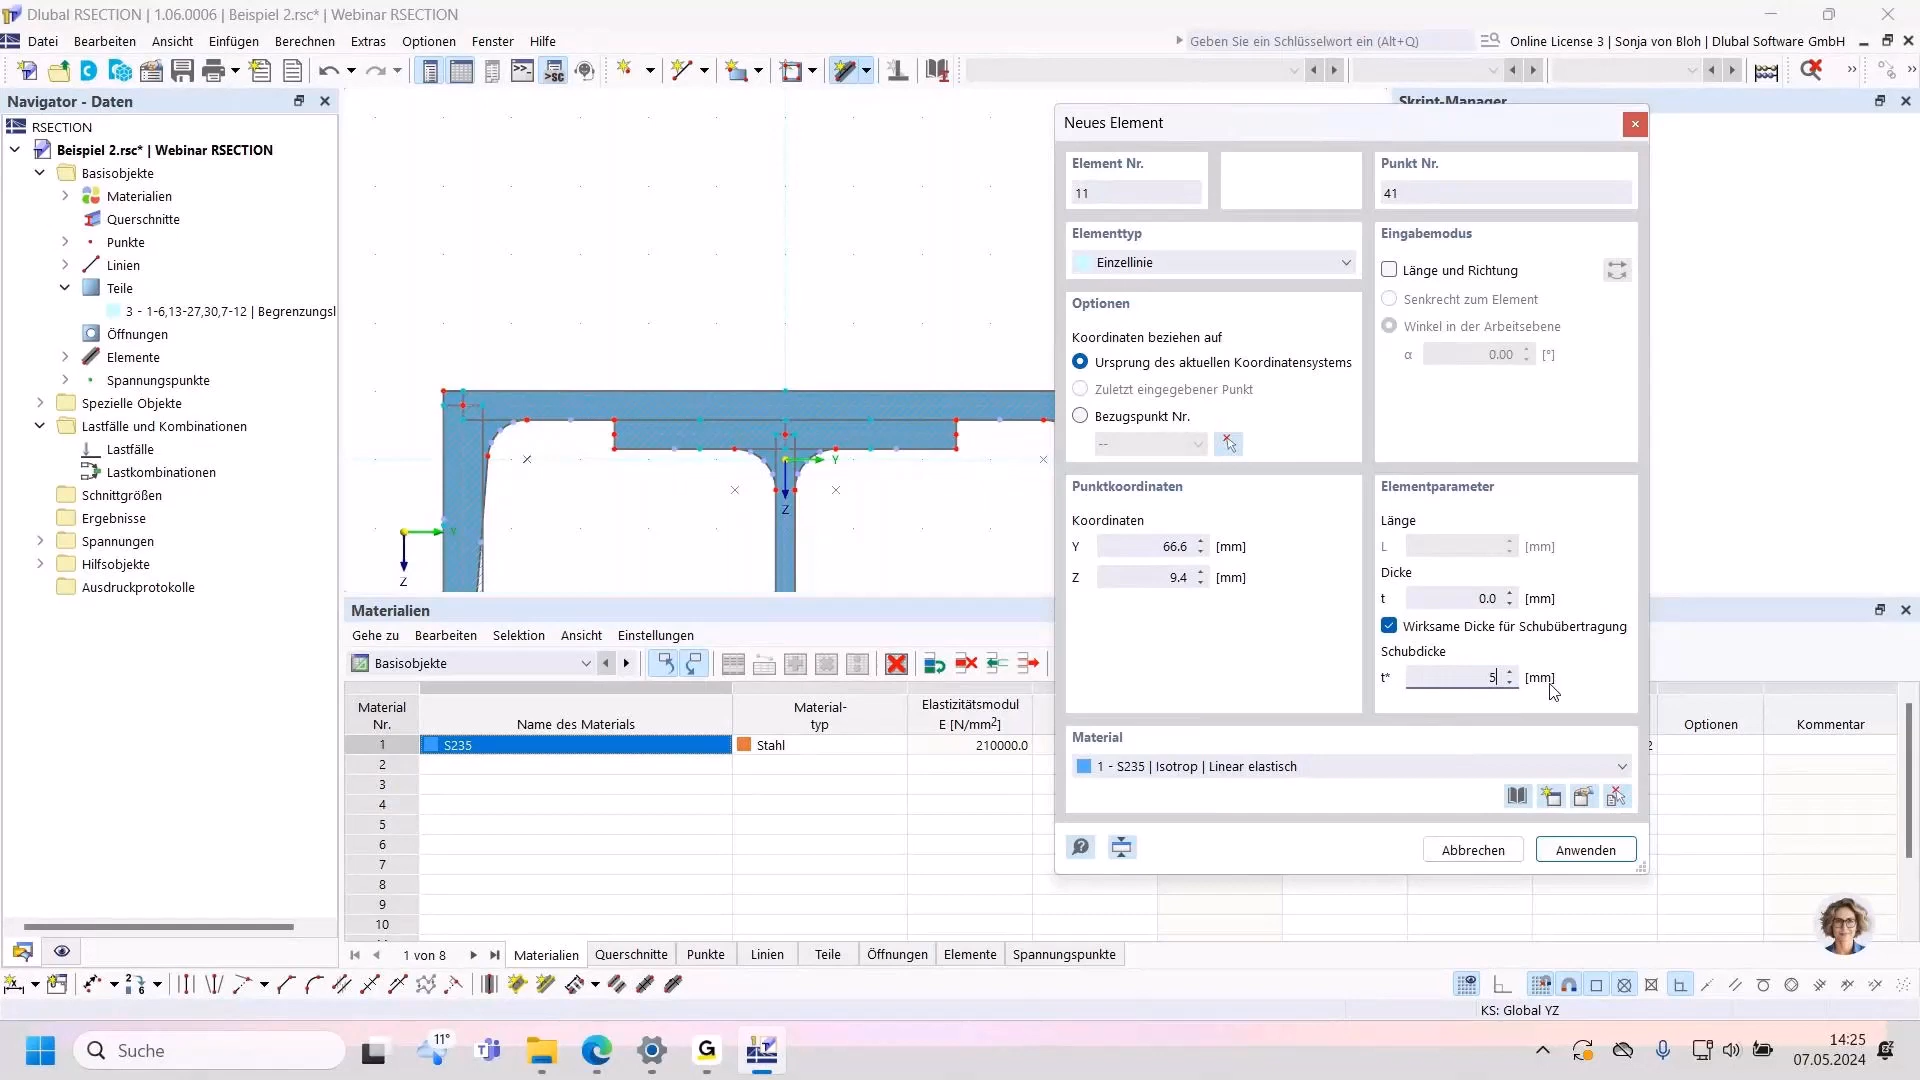 Dlubal RSECTION | 1.06.0006 | Beispiel 2.rsc* | Webinar RSECTION
Datei Bearbeiten Ansicht Einfügen Berechnen Extras Optionen Fenster Hilfe
Geben Sie ein Schlüsselwort ein (Alt+Q)
Online License 3 | Sonja von Bloh | Dlubal Software GmbH
Navigator - Daten
RSECTION
Beispiel 2.rsc* | Webinar RSECTION
Basisobjekte
Materialien
Querschnitte
Punkte
Linien
Teile
3 - 1-6,13-27,30,7-12 | Begrenzungsl
Öffnungen
Elemente
Spannungspunkte
Spezielle Objekte
Lastfälle und Kombinationen
Lastfälle
Lastkombinationen
Schnittgrößen
Ergebnisse
Spannungen
Hilfsobjekte
Ausdruckprotokolle
Y
Z
Y
Z
Skript-Manager
Neues Element
Element Nr.
11
Punkt Nr.
41
Elementtyp
Einzellinie
Eingabemodus
Länge und Richtung
Senkrecht zum Element
Winkel in der Arbeitsebene
α 0.00 [°]
Optionen
Koordinaten beziehen auf
Ursprung des aktuellen Koordinatensystems
Zuletzt eingegebener Punkt
Bezugspunkt Nr.
--
Punktkoordinaten
Koordinaten
Y 66.6 [mm]
Z 9.4 [mm]
Elementparameter
Länge
L [mm]
Dicke
t 0.0 [mm]
Wirksame Dicke für Schubübertragung
Schubdicke
t* 5 [mm]
Material
1 - S235 | Isotrop | Linear elastisch
Abbrechen Anwenden
Materialien
Gehe zu Bearbeiten Selektion Ansicht Einstellungen
Basisobjekte
Material
Nr.
Name des Materials
Material-
typ
Elastizitätsmodul
E [N/mm²]
Optionen
Kommentar
1 S235 Stahl 210000.0 2
2
3
4
5
6
7
8
9
10
1 von 8 Materialien Querschnitte Punkte Linien Teile Öffnungen Elemente Spannungspunkte
KS: Global YZ
Suche
11°
14:25
07.05.2024